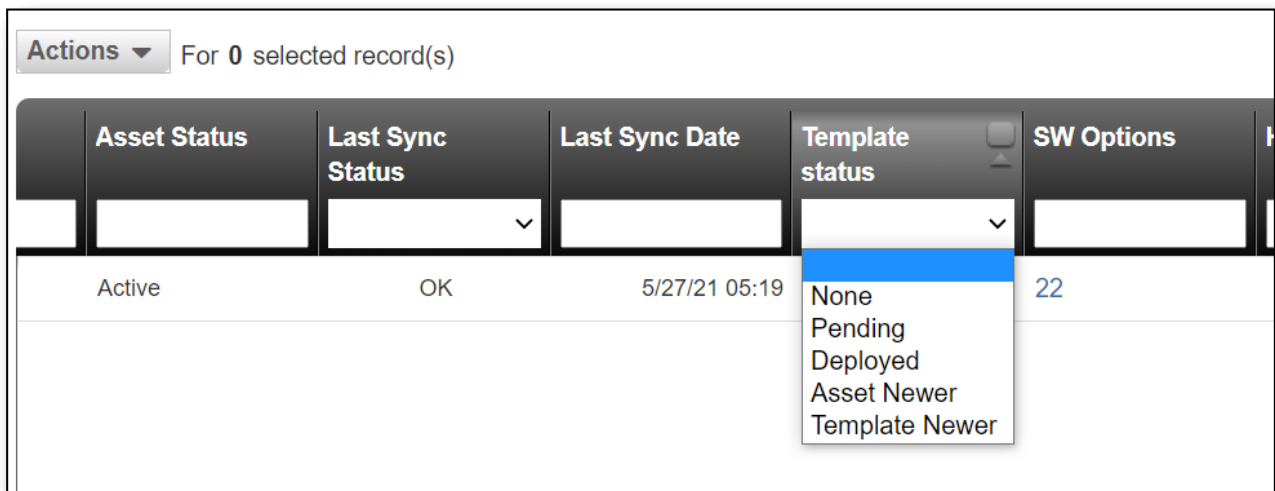 Actions For 0 selected record(s)
Asset Status Last Sync Status Last Sync Date Template status SW Options
Active OK 5/27/21 05:19 22
None
Pending
Deployed
Asset Newer
Template Newer